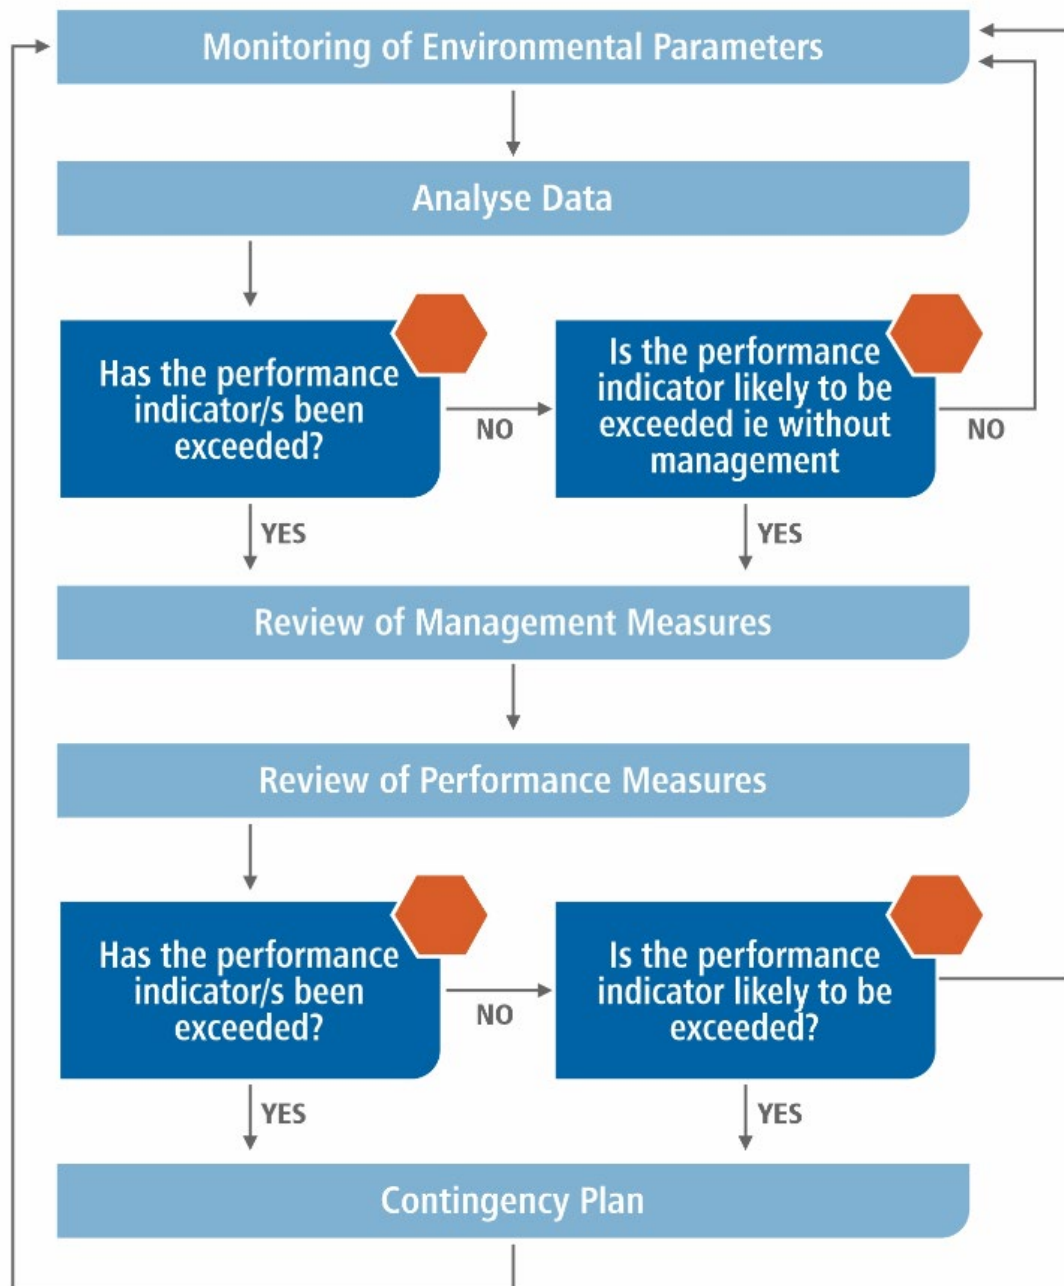 Monitoring of Environmental Parameters
Analyse Data
Has the performance
indicator/s been
exceeded?
NO
Is the performance
indicator likely to be
exceeded ie without
management
NO
YES
YES
Review of Management Measures
Review of Performance Measures
Has the performance
indicator/s been
exceeded?
NO
Is the performance
indicator likely to be
exceeded?
YES
YES
Contingency Plan